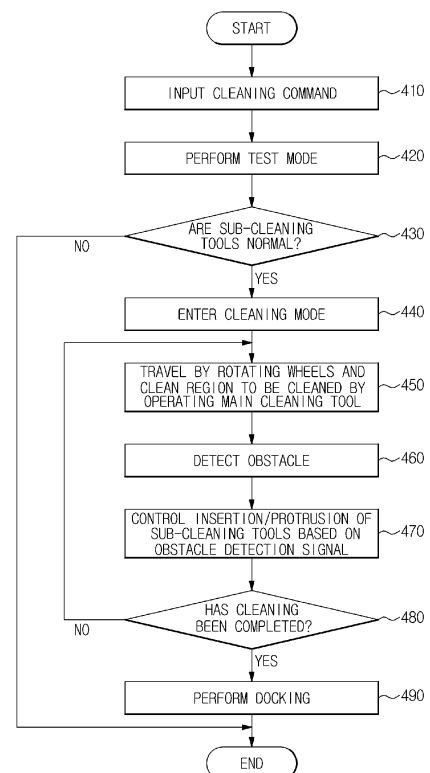 START
INPUT CLEANING COMMAND
410
PERFORM TEST MODE
420
ARE SUB-CLEANING
TOOLS NORMAL?
430
NO
YES
ENTER CLEANING MODE
440
TRAVEL BY ROTATING WHEELS AND
CLEAN REGION TO BE CLEANED BY
OPERATING MAIN CLEANING TOOL
450
DETECT OBSTACLE
460
CONTROL INSERTION/PROTRUSION OF
SUB-CLEANING TOOLS BASED ON
OBSTACLE DETECTION SIGNAL
470
HAS CLEANING
BEEN COMPLETED?
480
NO
YES
PERFORM DOCKING
490
END